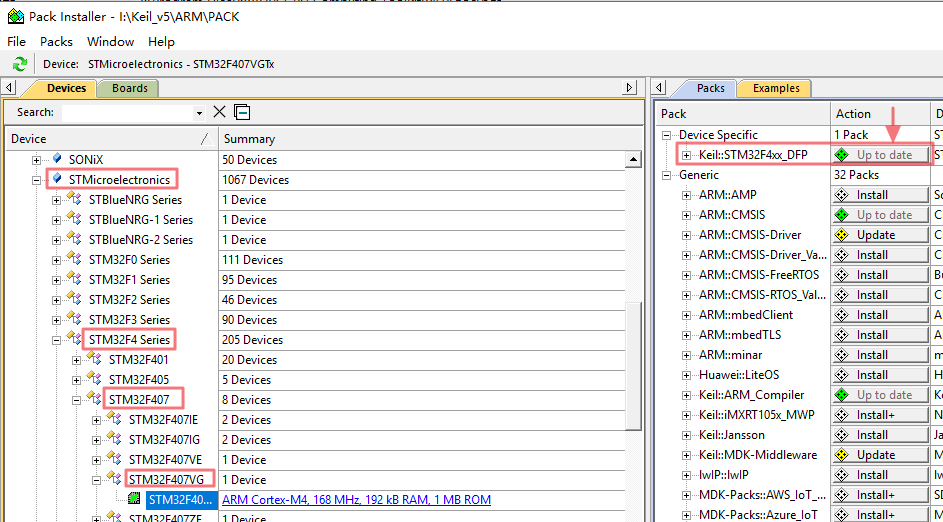 Pack Installer - I:\Keil_v5\ARM\PACK
File Packs Window Help
Device: STMicroelectronics - STM32F407VGTx
Devices Boards
Search:
Device Summary
SONiX 50 Devices
STMicroelectronics 1067 Devices
STBlueNRG Series 1 Device
STBlueNRG-1 Series 1 Device
STBlueNRG-2 Series 1 Device
STM32F0 Series 111 Devices
STM32F1 Series 95 Devices
STM32F2 Series 46 Devices
STM32F3 Series 90 Devices
STM32F4 Series 205 Devices
STM32F401 20 Devices
STM32F405 5 Devices
STM32F407 8 Devices
STM32F407IE 2 Devices
STM32F407IG 2 Devices
STM32F407VE 1 Device
STM32F407VG 1 Device
STM32F40... ARM Cortex-M4, 168 MHz, 192 kB RAM, 1 MB ROM
STM32F407ZE 1 Device
Packs Examples
Pack Action D
Device Specific 1 Pack
Keil::STM32F4xx_DFP Up to date
Generic 32 Packs
ARM::AMP Install
ARM::CMSIS Up to date
ARM::CMSIS-Driver Update
ARM::CMSIS-Driver_Va... Install
ARM::CMSIS-FreeRTOS Install
ARM::CMSIS-RTOS_Val... Install
ARM::mbedClient Install
ARM::mbedTLS Install
ARM::minar Install
Huawei::LiteOS Install
Keil::ARM_Compiler Up to date
Keil::iMXRT105x_MWP Install+
Keil::Jansson Install
Keil::MDK-Middleware Update
lwIP::lwIP Install
MDK-Packs::AWS_IoT_... Install+
MDK-Packs::Azure_IoT Install+